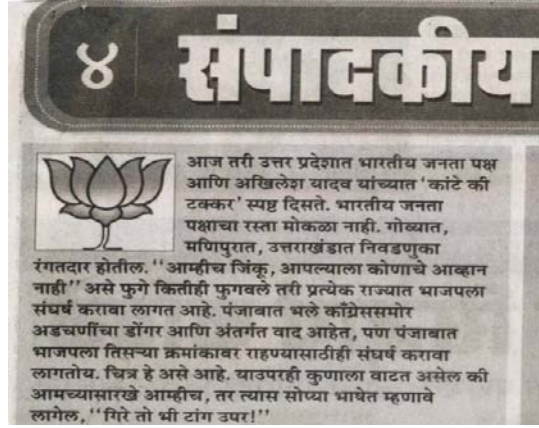 ४ संपादकीय
आज तरी उत्तर प्रदेशात भारतीय जनता पक्ष
आणि अखिलेश यादव यांच्यात 'कांटे की
टक्कर' स्पष्ट दिसते. भारतीय जनता
पक्षाचा रस्ता मोकळा नाही. गोव्यात,
मणिपुरात, उत्तराखंडात निवडणुका
रंगतदार होतील. ''आम्हीच जिंकू, आपल्याला कोणाचे आव्हान
नाही'' असे फुगे कितीही फुगवले तरी प्रत्येक राज्यात भाजपला
संघर्ष करावा लागत आहे. पंजाबात भले काँग्रेससमोर
अडचणींचा डोंगर आणि अंतर्गत वाद आहेत, पण पंजाबात
भाजपला तिसऱ्या क्रमांकावर राहण्यासाठीही संघर्ष करावा
लागतोय. चित्र हे असे आहे. याउपरही कुणाला वाटत असेल की
आमच्यासारखे आम्हीच, तर त्यास सोप्या भाषेत म्हणावे
लागेल, ''गिरे तो भी टांग उपर!''